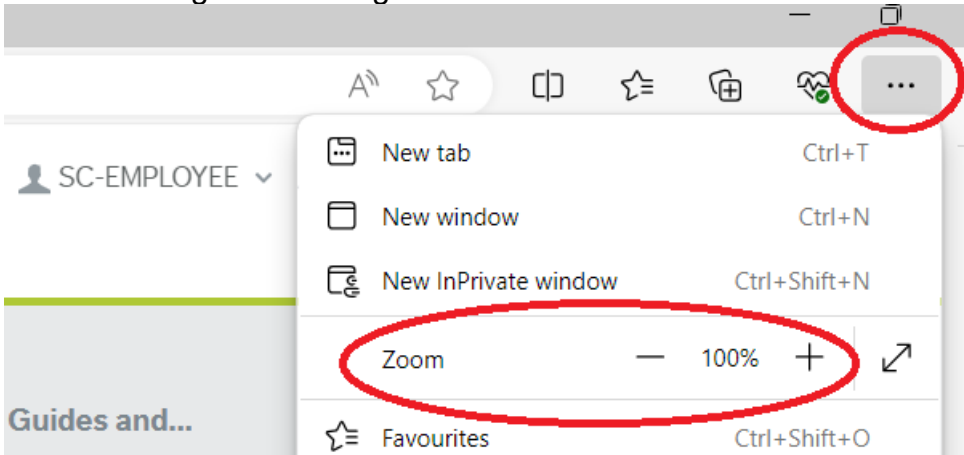 SC-EMPLOYEE
New tab Ctrl+T
New window Ctrl+N
New InPrivate window Ctrl+Shift+N
Zoom — 100% +
Guides and...
Favourites Ctrl+Shift+O